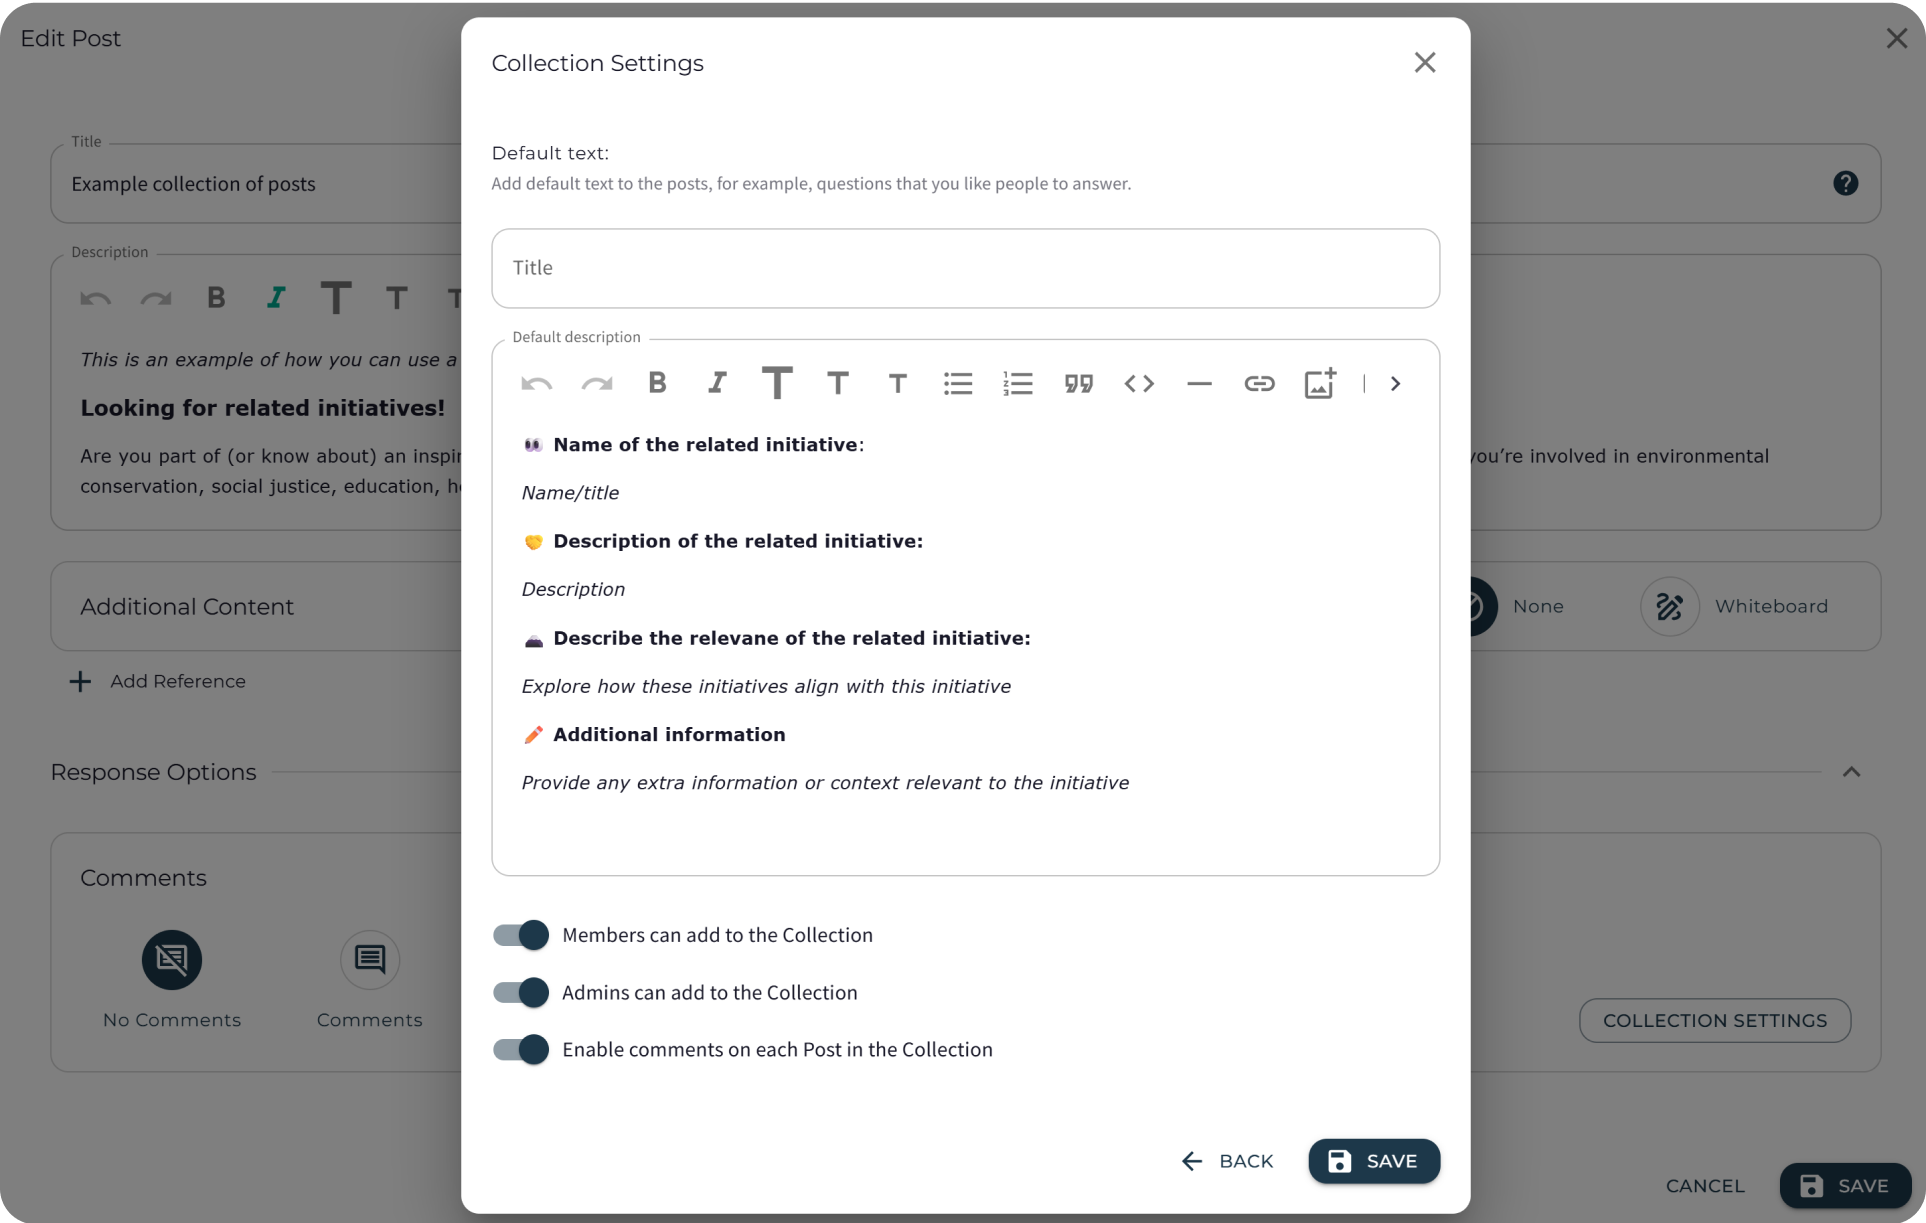 Edit Post
Title
Example collection of posts
Description
B I T T
This is an example of how you can use a
Looking for related initiatives!
Are you part of (or know about) an
you're involved in environmental
conservation, social justice, education,
Additional Content
None
Whiteboard
Add Reference
Response Options
Comments
No Comments
Comments
COLLECTION SETTINGS
CANCEL
SAVE
Collection Settings
Default text:
Add default text to the posts, for example, questions that you like people to answer.
Title
Default description
B I T T T
Name of the related initiative:
Name/title
Description of the related initiative:
Description
Describe the relevane of the related initiative:
Explore how these initiatives align with this initiative
Additional information
Provide any extra information or context relevant to the initiative
Members can add to the Collection
Admins can add to the Collection
Enable comments on each Post in the Collection
BACK
SAVE